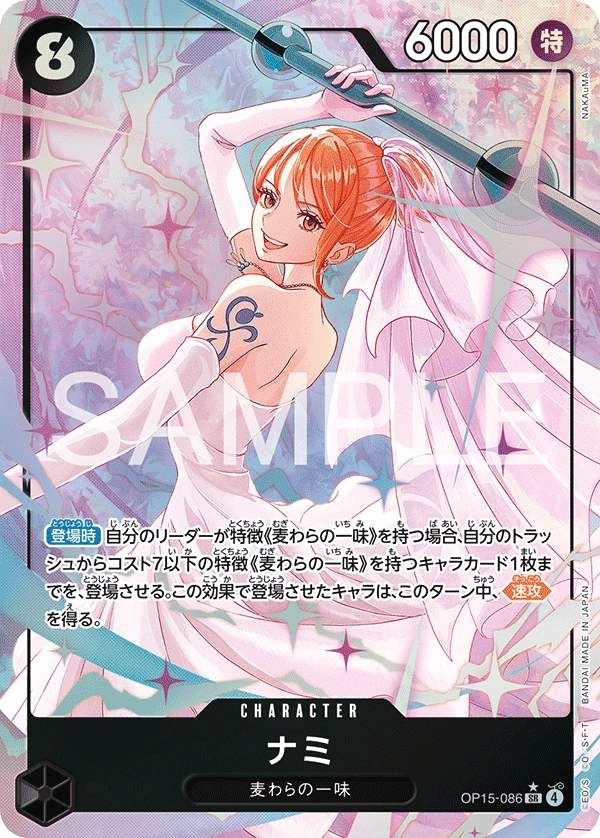 8
6000
特
NAKAuMA
SAMPLE
登場時 自分のリーダーが特徴《麦わらの一味》を持つ場合、自分のトラッ
シュからコスト7以下の特徴《麦わらの一味》を持つキャラカード1枚ま
でを、登場させる。この効果で登場させたキャラは、このターン中、速攻
を得る。
CHARACTER
ナミ
麦わらの一味
OP15-086 SR 4
©E.O./S. ©O/S・F・T BANDAI MADE IN JAPAN